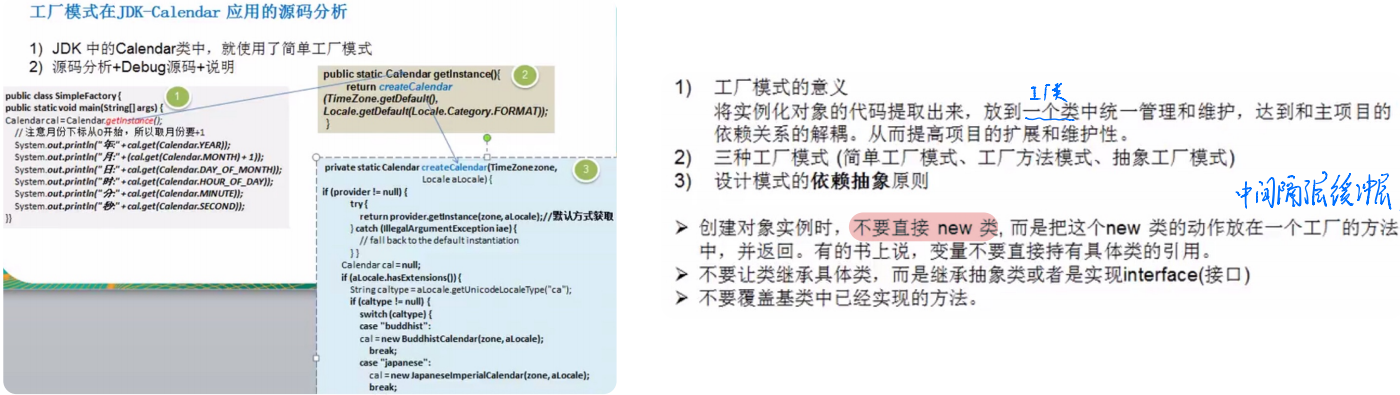 工厂模式在JDK-Calendar 应用的源码分析
1) JDK 中的Calendar类中，就使用了简单工厂模式
2) 源码分析+Debug源码+说明
1
public class SimpleFactory {
public static void main(String[] args) {
Calendar cal = Calendar.getInstance();
// 注意月份下标从0开始，所以取月份要+1
System.out.println("年:" + cal.get(Calendar.YEAR));
System.out.println("月:" + (cal.get(Calendar.MONTH) + 1));
System.out.println("日:" + cal.get(Calendar.DAY_OF_MONTH));
System.out.println("时:" + cal.get(Calendar.HOUR_OF_DAY));
System.out.println("分:" + cal.get(Calendar.MINUTE));
System.out.println("秒:" + cal.get(Calendar.SECOND));
}}
2
public static Calendar getInstance(){
return createCalendar
(TimeZone.getDefault(),
Locale.getDefault(Locale.Category.FORMAT));
}
3
private static Calendar createCalendar(TimeZone zone,
Locale aLocale) {
if (provider != null) {
try {
return provider.getInstance(zone, aLocale);//默认方式获取
} catch (IllegalArgumentException iae) {
// fall back to the default instantiation
} }
Calendar cal = null;
if (aLocale.hasExtensions()) {
String caltype = aLocale.getUnicodeLocaleType("ca");
if (caltype != null) {
switch (caltype) {
case "buddhist":
cal = new BuddhistCalendar(zone, aLocale);
break;
case "japanese":
cal = new JapaneseImperialCalendar(zone, aLocale);
break;
1) 工厂模式的意义
工厂类
将实例化对象的代码提取出来，放到一个类中统一管理和维护，达到和主项目的
依赖关系的解耦。从而提高项目的扩展和维护性。
2) 三种工厂模式 (简单工厂模式、工厂方法模式、抽象工厂模式)
3) 设计模式的依赖抽象原则
中间隔层缓冲层
➢ 创建对象实例时，不要直接 new 类, 而是把这个new 类的动作放在一个工厂的方法
中，并返回。有的书上说，变量不要直接持有具体类的引用。
➢ 不要让类继承具体类，而是继承抽象类或者是实现interface(接口)
➢ 不要覆盖基类中已经实现的方法。